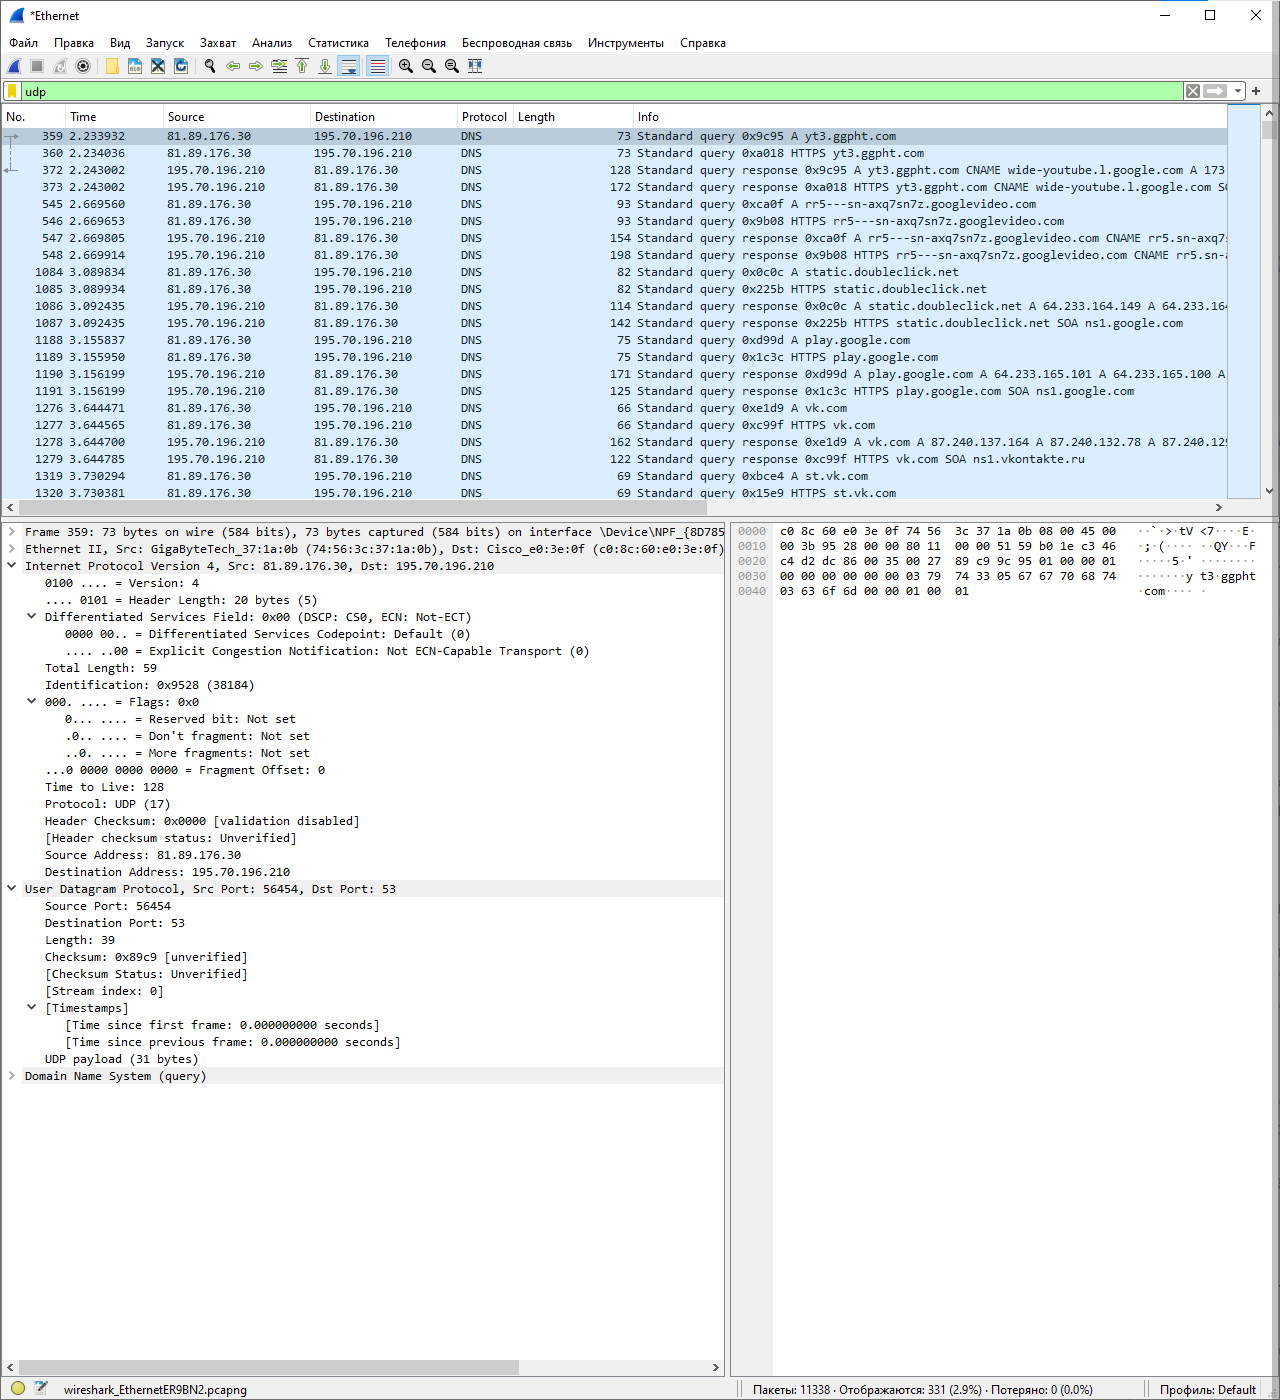 *Ethernet
Файл Правка Вид Запуск Захват Анализ Статистика Телефония Беспроводная связь Инструменты Справка
udp
No. Time Source Destination Protocol Length Info
359 2.233932 81.89.176.30 195.70.196.210 DNS 73 Standard query 0x9c95 A yt3.ggpht.com
360 2.234036 81.89.176.30 195.70.196.210 DNS 73 Standard query 0xa018 HTTPS yt3.ggpht.com
372 2.243002 195.70.196.210 81.89.176.30 DNS 128 Standard query response 0x9c95 A yt3.ggpht.com CNAME wide-youtube.l.google.com A 173
373 2.243002 195.70.196.210 81.89.176.30 DNS 172 Standard query response 0xa018 HTTPS yt3.ggpht.com CNAME wide-youtube.l.google.com SO
545 2.669560 81.89.176.30 195.70.196.210 DNS 93 Standard query 0xca0f A rr5---sn-axq7sn7z.googlevideo.com
546 2.669653 81.89.176.30 195.70.196.210 DNS 93 Standard query 0x9b08 HTTPS rr5---sn-axq7sn7z.googlevideo.com
547 2.669805 195.70.196.210 81.89.176.30 DNS 154 Standard query response 0xca0f A rr5---sn-axq7sn7z.googlevideo.com CNAME rr5.sn-axq7s
548 2.669914 195.70.196.210 81.89.176.30 DNS 198 Standard query response 0x9b08 HTTPS rr5---sn-axq7sn7z.googlevideo.com CNAME rr5.sn-a
1084 3.089834 81.89.176.30 195.70.196.210 DNS 82 Standard query 0x0c0c A static.doubleclick.net
1085 3.089934 81.89.176.30 195.70.196.210 DNS 82 Standard query 0x225b HTTPS static.doubleclick.net
1086 3.092435 195.70.196.210 81.89.176.30 DNS 114 Standard query response 0x0c0c A static.doubleclick.net A 64.233.164.149 A 64.233.164
1087 3.092435 195.70.196.210 81.89.176.30 DNS 142 Standard query response 0x225b HTTPS static.doubleclick.net SOA ns1.google.com
1188 3.155837 81.89.176.30 195.70.196.210 DNS 75 Standard query 0xd99d A play.google.com
1189 3.155950 81.89.176.30 195.70.196.210 DNS 75 Standard query 0x1c3c HTTPS play.google.com
1190 3.156199 195.70.196.210 81.89.176.30 DNS 171 Standard query response 0xd99d A play.google.com A 64.233.165.101 A 64.233.165.100 A
1191 3.156199 195.70.196.210 81.89.176.30 DNS 125 Standard query response 0x1c3c HTTPS play.google.com SOA ns1.google.com
1276 3.644471 81.89.176.30 195.70.196.210 DNS 66 Standard query 0xe1d9 A vk.com
1277 3.644565 81.89.176.30 195.70.196.210 DNS 66 Standard query 0xc99f HTTPS vk.com
1278 3.644700 195.70.196.210 81.89.176.30 DNS 162 Standard query response 0xe1d9 A vk.com A 87.240.137.164 A 87.240.132.78 A 87.240.129
1279 3.644785 195.70.196.210 81.89.176.30 DNS 122 Standard query response 0xc99f HTTPS vk.com SOA ns1.vkontakte.ru
1319 3.730294 81.89.176.30 195.70.196.210 DNS 69 Standard query 0xbce4 A st.vk.com
1320 3.730381 81.89.176.30 195.70.196.210 DNS 69 Standard query 0x15e9 HTTPS st.vk.com
Frame 359: 73 bytes on wire (584 bits), 73 bytes captured (584 bits) on interface \Device\NPF_{8D785
Ethernet II, Src: GigaByteTech_37:1a:0b (74:56:3c:37:1a:0b), Dst: Cisco_e0:3e:0f (c0:8c:60:e0:3e:0f)
Internet Protocol Version 4, Src: 81.89.176.30, Dst: 195.70.196.210
0100 .... = Version: 4
.... 0101 = Header Length: 20 bytes (5)
Differentiated Services Field: 0x00 (DSCP: CS0, ECN: Not-ECT)
0000 00.. = Differentiated Services Codepoint: Default (0)
.... ..00 = Explicit Congestion Notification: Not ECN-Capable Transport (0)
Total Length: 59
Identification: 0x9528 (38184)
000. .... = Flags: 0x0
0... .... = Reserved bit: Not set
.0.. .... = Don't fragment: Not set
..0. .... = More fragments: Not set
...0 0000 0000 0000 = Fragment Offset: 0
Time to Live: 128
Protocol: UDP (17)
Header Checksum: 0x0000 [validation disabled]
[Header checksum status: Unverified]
Source Address: 81.89.176.30
Destination Address: 195.70.196.210
User Datagram Protocol, Src Port: 56454, Dst Port: 53
Source Port: 56454
Destination Port: 53
Length: 39
Checksum: 0x89c9 [unverified]
[Checksum Status: Unverified]
[Stream index: 0]
[Timestamps]
[Time since first frame: 0.000000000 seconds]
[Time since previous frame: 0.000000000 seconds]
UDP payload (31 bytes)
Domain Name System (query)
0000 c0 8c 60 e0 3e 0f 74 56 3c 37 1a 0b 08 00 45 00 ··`·>·tV <7····E·
0010 00 3b 95 28 00 00 80 11 00 00 51 59 b0 1e c3 46 ·;·(···· ··QY···F
0020 c4 d2 dc 86 00 35 00 27 89 c9 9c 95 01 00 00 01 ·····5·' ········
0030 00 00 00 00 00 00 03 79 74 33 05 67 67 70 68 74 ·······y t3·ggpht
0040 03 63 6f 6d 00 00 01 00 01 ·com···· ·
wireshark_EthernetER9BN2.pcapng
Пакеты: 11338 · Отображаются: 331 (2.9%) · Потеряно: 0 (0.0%)
Профиль: Default